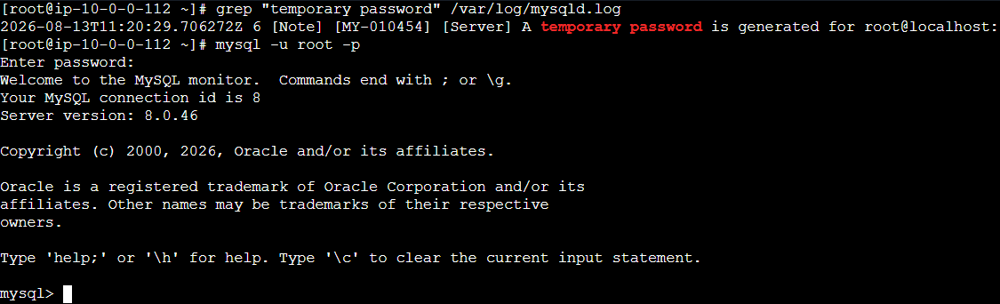 [root@ip-10-0-0-112 ~]# grep "temporary password" /var/log/mysqld.log
2026-08-13T11:20:29.706272Z 6 [Note] [MY-010454] [Server] A temporary password is generated for root@localhost:
[root@ip-10-0-0-112 ~]# mysql -u root -p
Enter password:
Welcome to the MySQL monitor.  Commands end with ; or \g.
Your MySQL connection id is 8
Server version: 8.0.46

Copyright (c) 2000, 2026, Oracle and/or its affiliates.

Oracle is a registered trademark of Oracle Corporation and/or its
affiliates. Other names may be trademarks of their respective
owners.

Type 'help;' or '\h' for help. Type '\c' to clear the current input statement.

mysql>